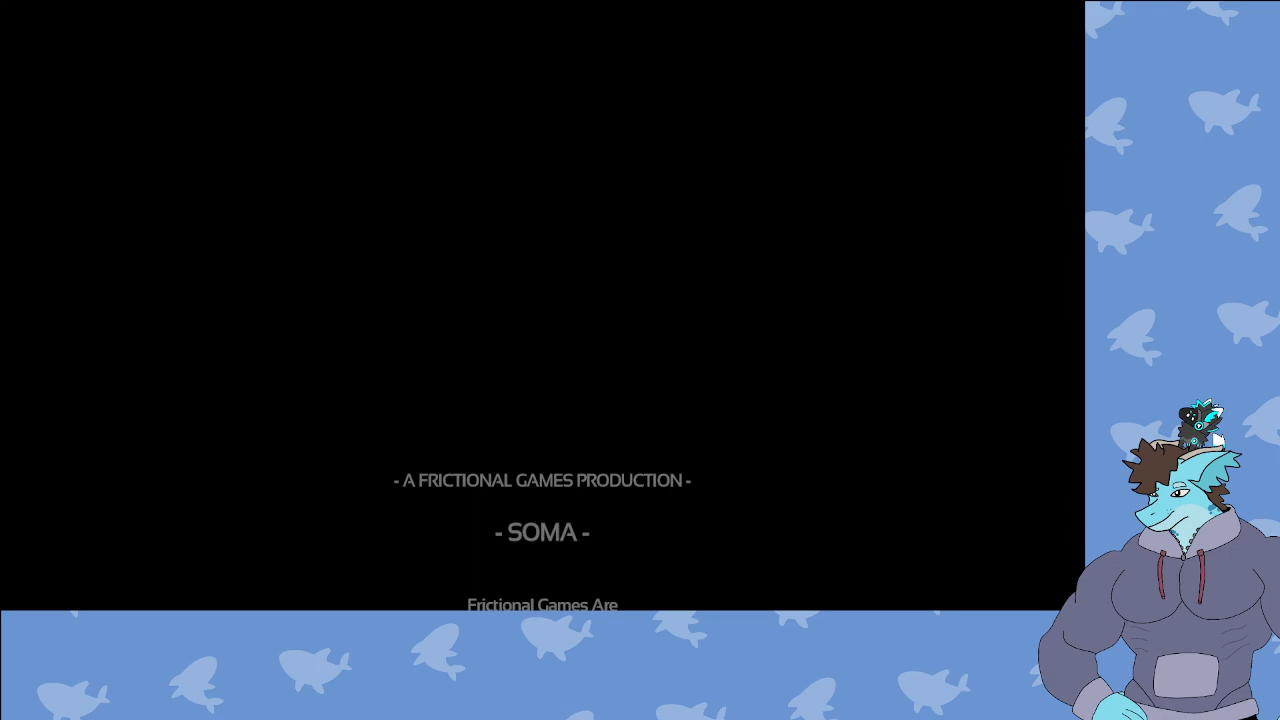 - A FRICTIONAL GAMES PRODUCTION -
- SOMA -
Frictional Games Are